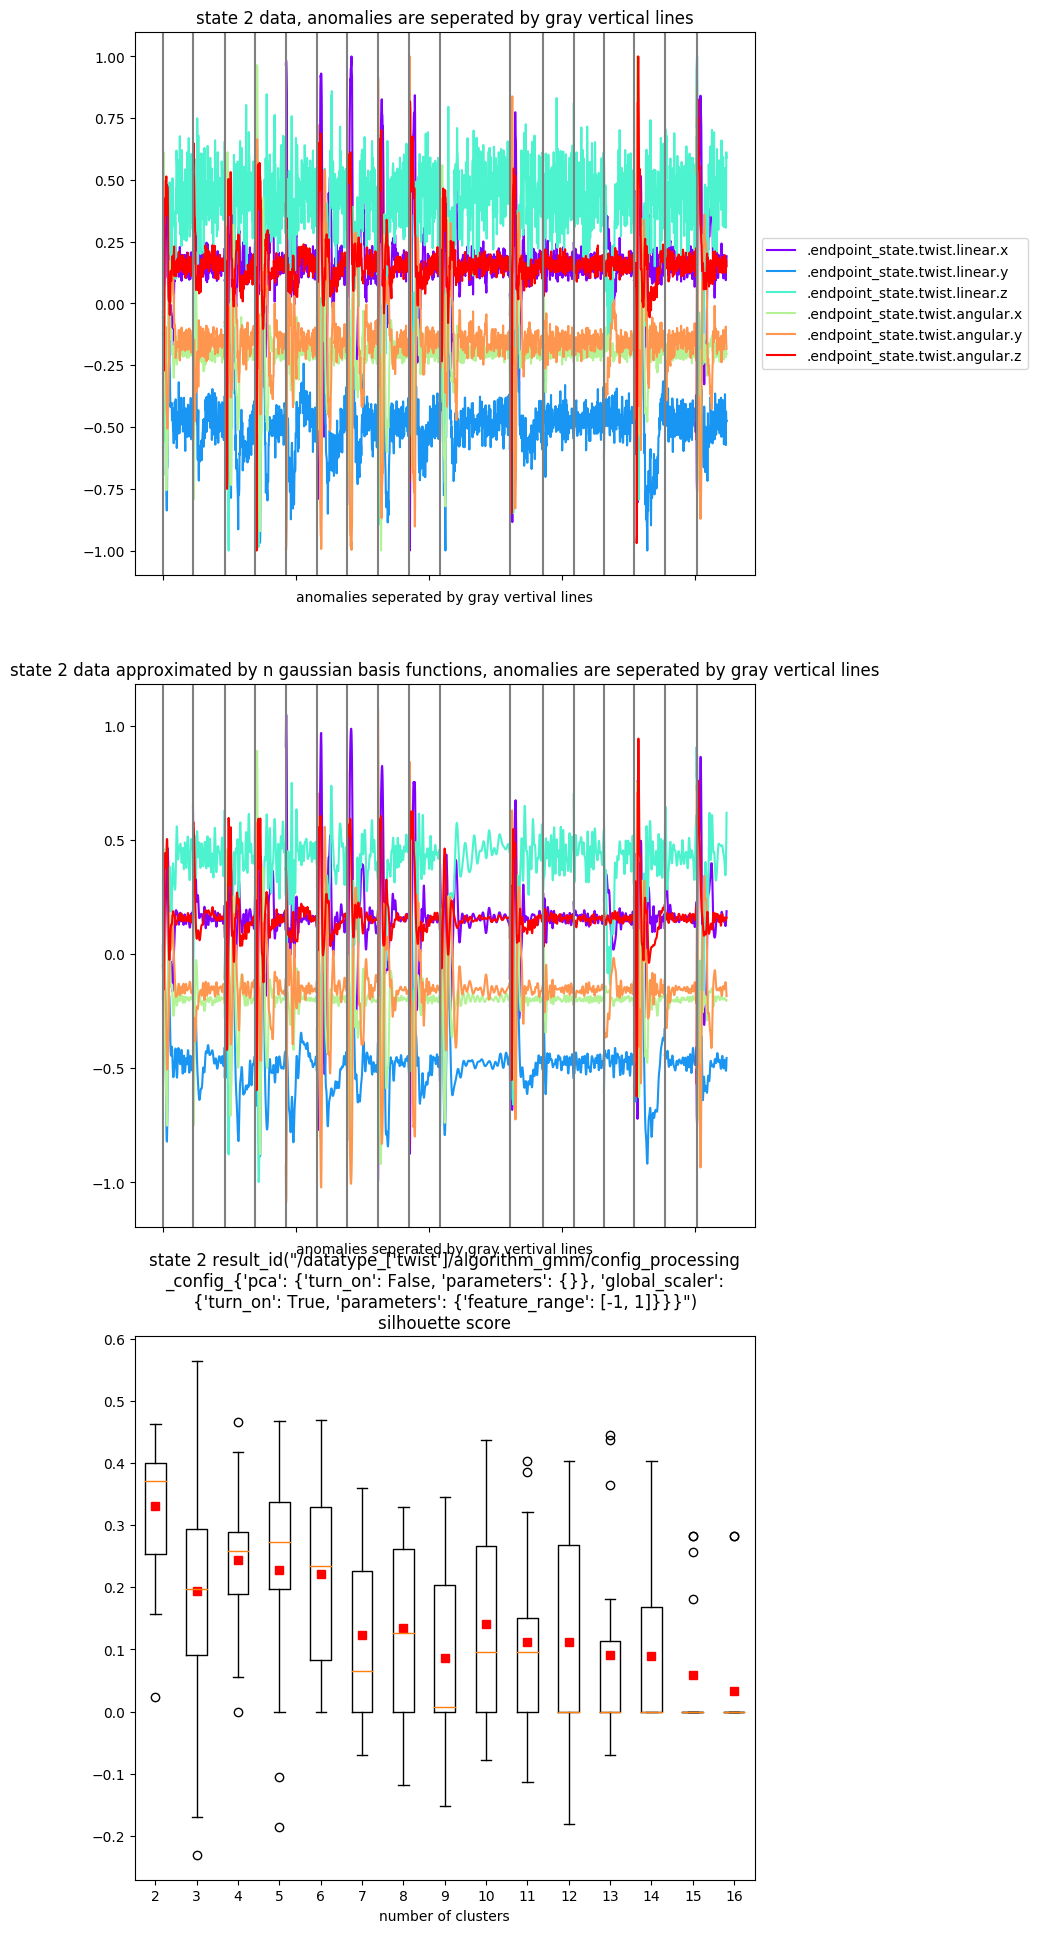 state 2 data, anomalies are seperated by gray vertical lines
1.00
0.75
0.50
0.25
0.00
−0.25
−0.50
−0.75
−1.00
.endpoint_state.twist.linear.x
.endpoint_state.twist.linear.y
.endpoint_state.twist.linear.z
.endpoint_state.twist.angular.x
.endpoint_state.twist.angular.y
.endpoint_state.twist.angular.z
anomalies seperated by gray vertival lines
state 2 data approximated by n gaussian basis functions, anomalies are seperated by gray vertical lines
1.0
0.5
0.0
−0.5
−1.0
anomalies seperated by gray vertival lines
state 2 result_id("/datatype_['twist']/algorithm_gmm/config_processing
_config_{'pca': {'turn_on': False, 'parameters': {}}, 'global_scaler':
{'turn_on': True, 'parameters': {'feature_range': [-1, 1]}}}")
silhouette score
0.6
0.5
0.4
0.3
0.2
0.1
0.0
−0.1
−0.2
2 3 4 5 6 7 8 9 10 11 12 13 14 15 16
number of clusters